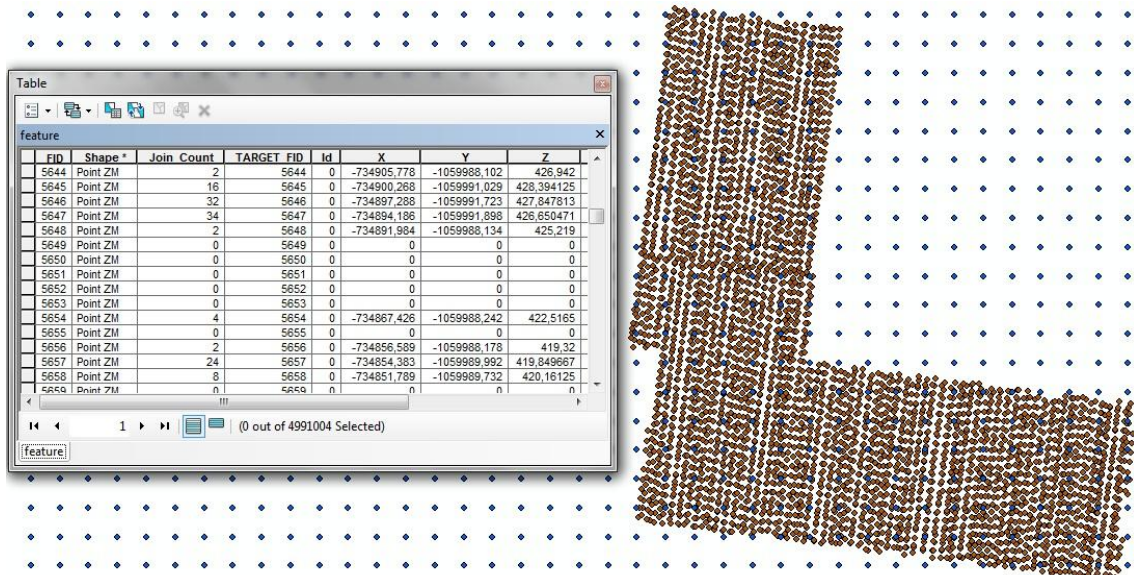 Table
feature
FID Shape * Join_Count TARGET_FID Id X Y Z
5644 Point ZM 2 5644 0 -734905,778 -1059988,102 426,942
5645 Point ZM 16 5645 0 -734900,268 -1059991,029 428,394125
5646 Point ZM 32 5646 0 -734897,288 -1059991,723 427,847813
5647 Point ZM 34 5647 0 -734894,186 -1059991,898 426,650471
5648 Point ZM 2 5648 0 -734891,984 -1059988,134 425,219
5649 Point ZM 0 5649 0 0 0 0
5650 Point ZM 0 5650 0 0 0 0
5651 Point ZM 0 5651 0 0 0 0
5652 Point ZM 0 5652 0 0 0 0
5653 Point ZM 0 5653 0 0 0 0
5654 Point ZM 4 5654 0 -734867,426 -1059988,242 422,5165
5655 Point ZM 0 5655 0 0 0 0
5656 Point ZM 2 5656 0 -734856,589 -1059988,178 419,32
5657 Point ZM 24 5657 0 -734854,383 -1059989,992 419,849667
5658 Point ZM 8 5658 0 -734851,789 -1059989,732 420,16125
5659 Point ZM 0 5659 0 0 0 0
1 (0 out of 4991004 Selected)
feature